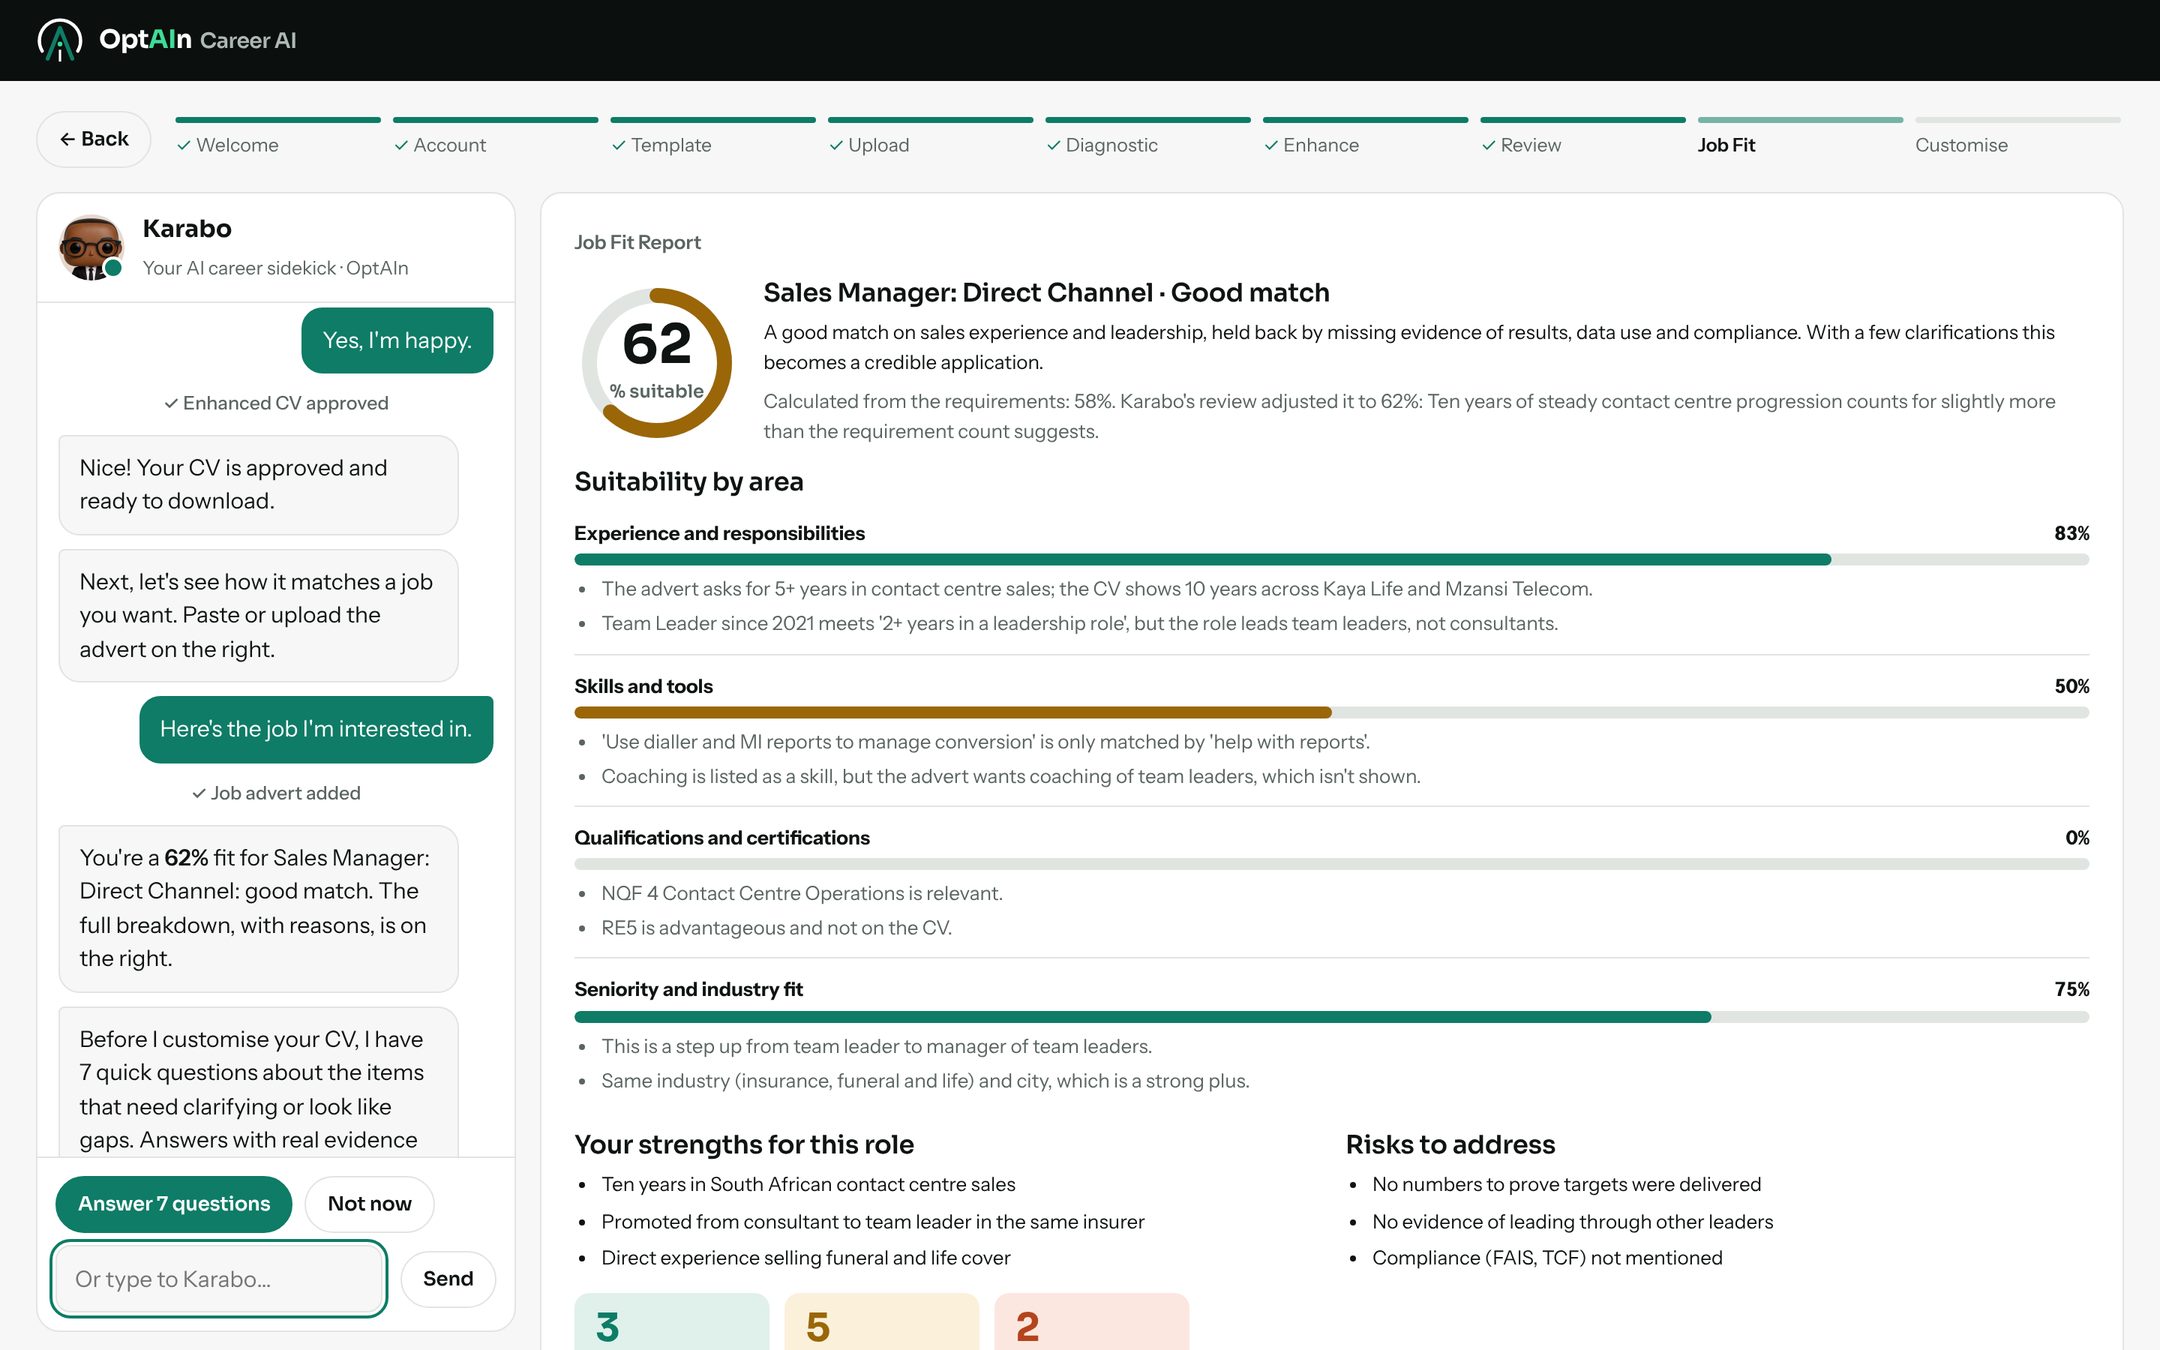 OptAIn Career AI
← Back
✓ Welcome
✓ Account
✓ Template
✓ Upload
✓ Diagnostic
✓ Enhance
✓ Review
Job Fit
Customise
Karabo
Your AI career sidekick · OptAIn
Yes, I'm happy.
✓ Enhanced CV approved
Nice! Your CV is approved and
ready to download.
Next, let's see how it matches a job
you want. Paste or upload the
advert on the right.
Here's the job I'm interested in.
✓ Job advert added
You're a 62% fit for Sales Manager:
Direct Channel: good match. The
full breakdown, with reasons, is on
the right.
Before I customise your CV, I have
7 quick questions about the items
that need clarifying or look like
gaps. Answers with real evidence
Answer 7 questions
Not now
Or type to Karabo...
Send
Job Fit Report
62
% suitable
Sales Manager: Direct Channel · Good match
A good match on sales experience and leadership, held back by missing evidence of results, data use and compliance. With a few clarifications this
becomes a credible application.
Calculated from the requirements: 58%. Karabo's review adjusted it to 62%: Ten years of steady contact centre progression counts for slightly more
than the requirement count suggests.
Suitability by area
Experience and responsibilities 83%
• The advert asks for 5+ years in contact centre sales; the CV shows 10 years across Kaya Life and Mzansi Telecom.
• Team Leader since 2021 meets '2+ years in a leadership role', but the role leads team leaders, not consultants.
Skills and tools 50%
• 'Use dialler and MI reports to manage conversion' is only matched by 'help with reports'.
• Coaching is listed as a skill, but the advert wants coaching of team leaders, which isn't shown.
Qualifications and certifications 0%
• NQF 4 Contact Centre Operations is relevant.
• RE5 is advantageous and not on the CV.
Seniority and industry fit 75%
• This is a step up from team leader to manager of team leaders.
• Same industry (insurance, funeral and life) and city, which is a strong plus.
Your strengths for this role
• Ten years in South African contact centre sales
• Promoted from consultant to team leader in the same insurer
• Direct experience selling funeral and life cover
Risks to address
• No numbers to prove targets were delivered
• No evidence of leading through other leaders
• Compliance (FAIS, TCF) not mentioned
3
5
2